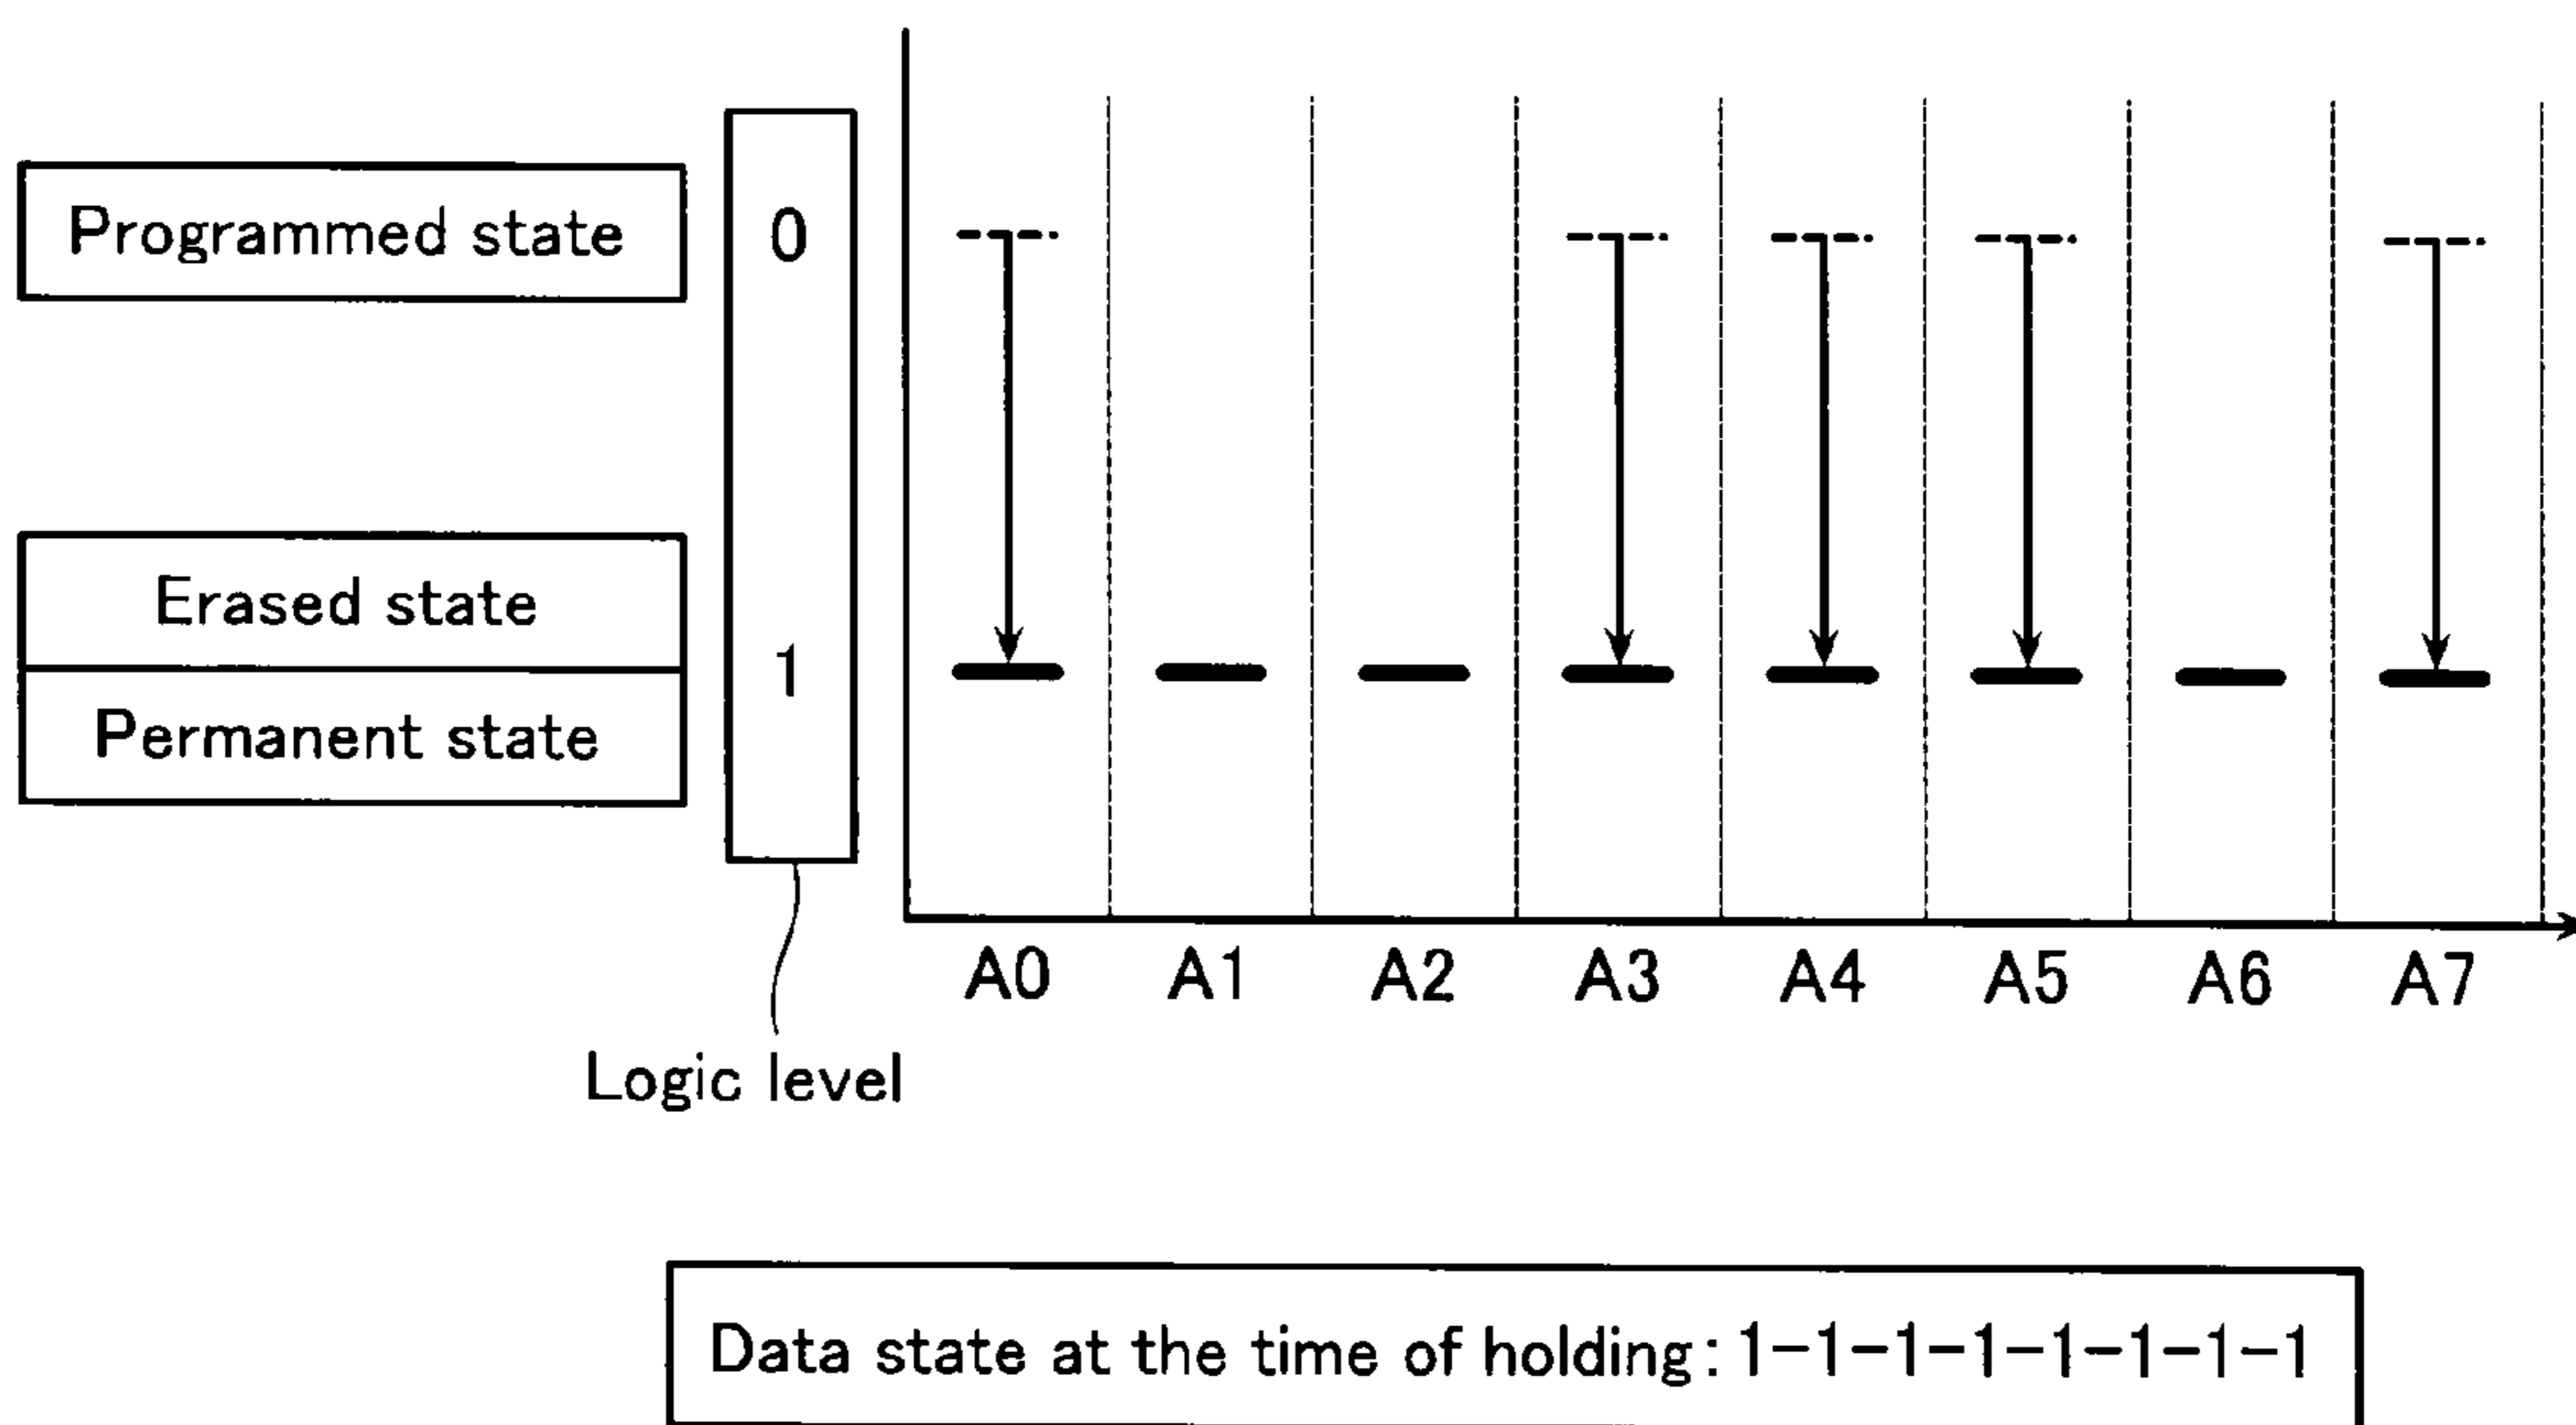 Programmed state
0
Erased state
1
Permanent state
A0 A1 A2 A3 A4 A5 A6 A7
Logic level
Data state at the time of holding: 1-1-1-1-1-1-1-1